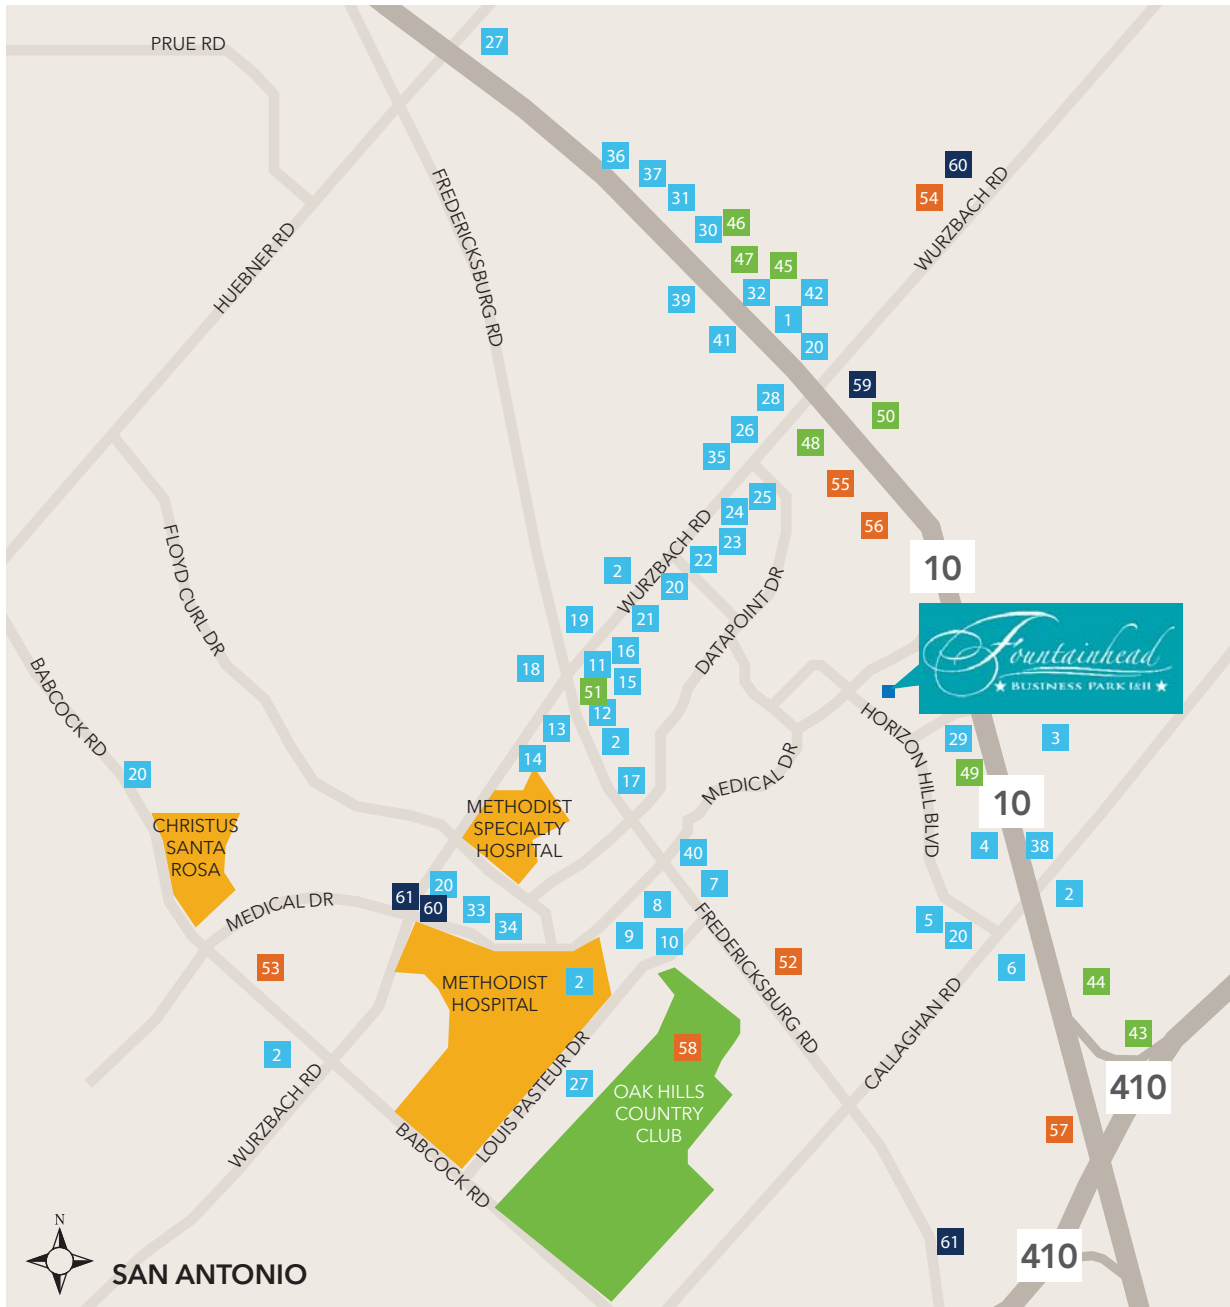 PRUE RD
27
36
37
60
31
54
FREDERICKSBURG RD
WURZBACH RD
46
30
HUEBNER RD
47
45
39
32
42
1
41
20
59
28
50
26
48
35
55
25
24
56
23
WURZBACH RD
22
2
10
20
DATAPOINT DR
FLOYD CURL DR
19
21
Fountainhead
BUSINESS PARK I&II
16
11
18
15
51
BABCOCK RD
12
13
2
HORIZON HILL BLVD
29
3
14
20
17
49
MEDICAL DR
10
METHODIST
SPECIALTY
HOSPITAL
CHRISTUS
SANTA
ROSA
40
4
38
7
20
61
60
2
MEDICAL DR
33
8
34
5
9
10
20
FREDERICKSBURG RD
53
52
6
METHODIST
HOSPITAL
2
44
CALLAGHAN RD
43
2
58
LOUIS PASTEUR DR
27
OAK HILLS
COUNTRY
CLUB
410
WURZBACH RD
57
BABCOCK RD
N
61
410
SAN ANTONIO